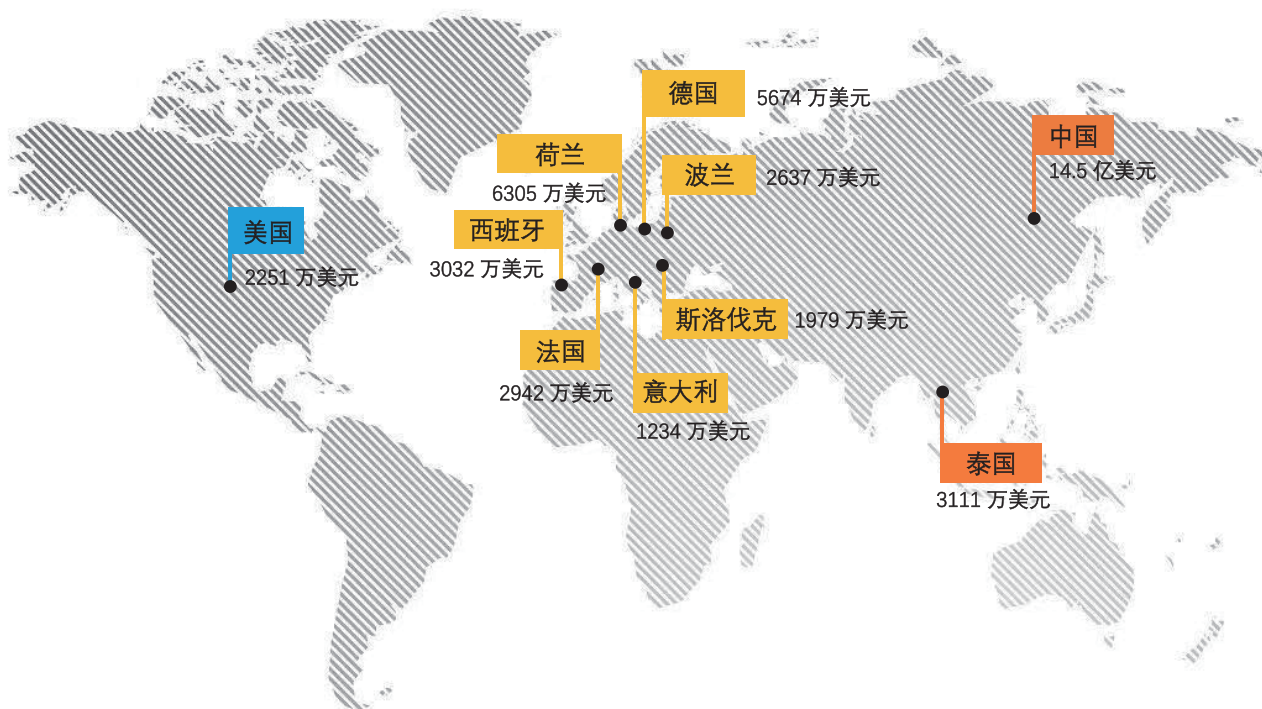 德国
5674 万美元
中国
14.5 亿美元
荷兰
6305 万美元
波兰
2637 万美元
美国
2251 万美元
西班牙
3032 万美元
斯洛伐克
1979 万美元
法国
2942 万美元
意大利
1234 万美元
泰国
3111 万美元